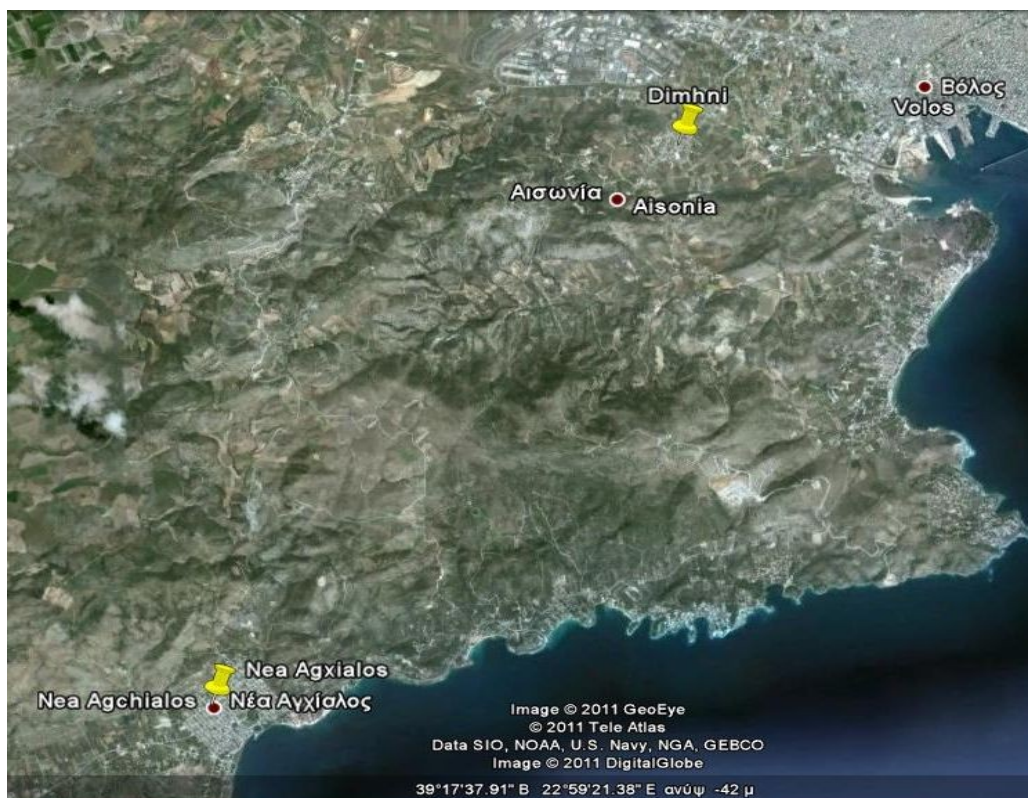 Dimhni
Βόλος
Volos
Αισωνία
Aisonia
Nea Agxialos
Nea Agchialos
Νέα Αγχίαλος
Image © 2011 GeoEye
© 2011 Tele Atlas
Data SIO, NOAA, U.S. Navy, NGA, GEBCO
Image © 2011 DigitalGlobe
39°17'37.91" Β 22°59'21.38" Ε ανύψ -42 μ